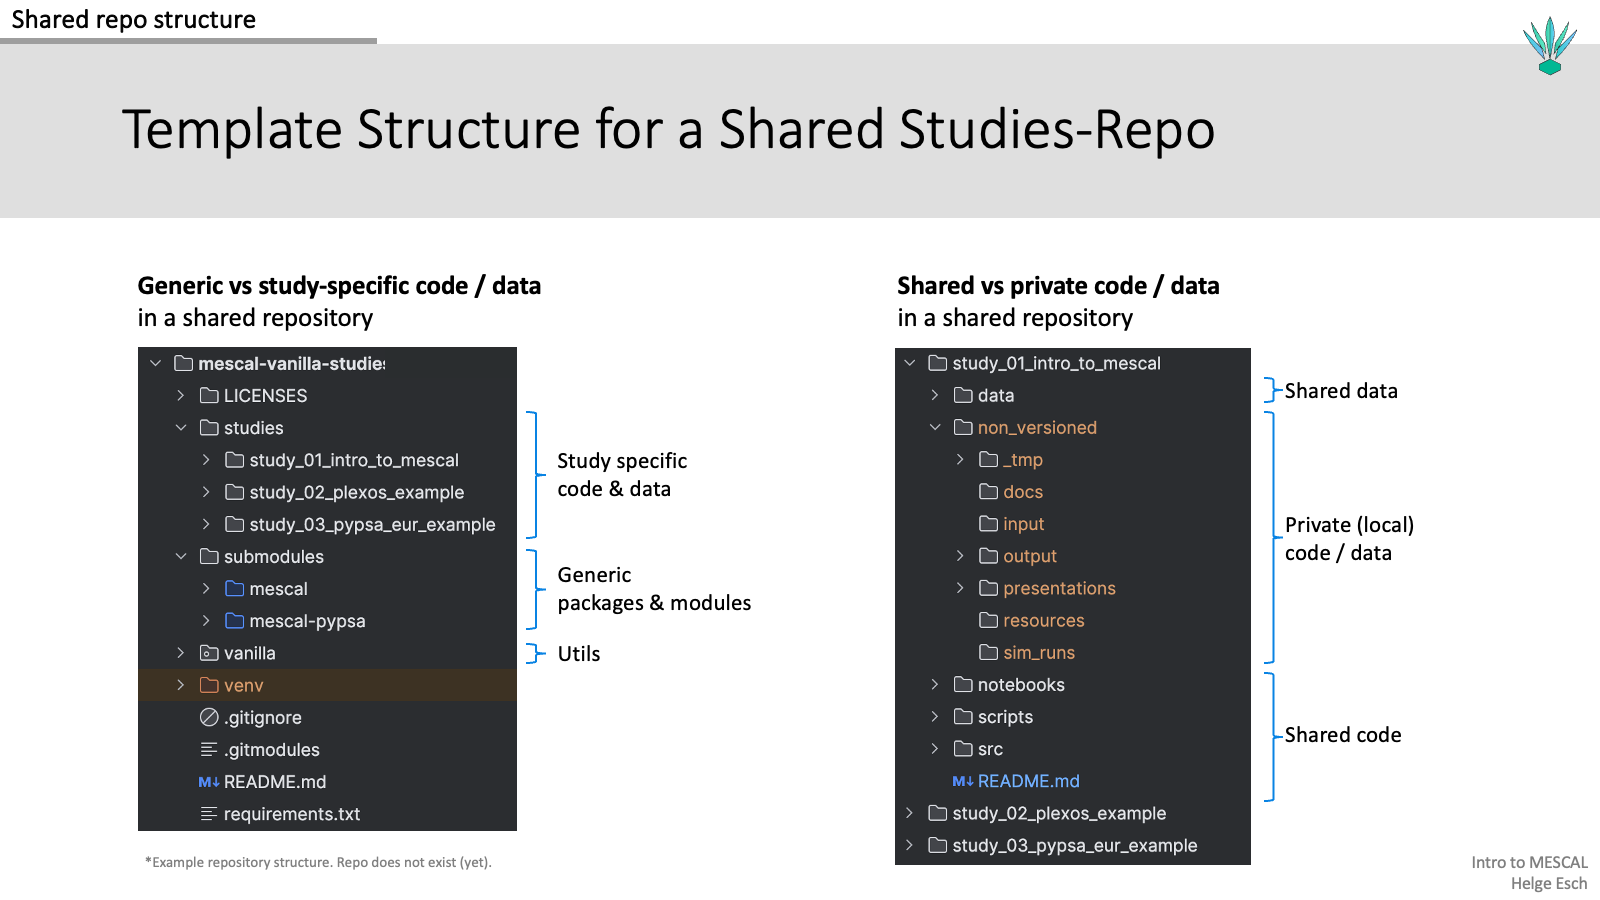 Shared repo structure
Template Structure for a Shared Studies-Repo
Generic vs study-specific code / data
in a shared repository
mescal-vanilla-studies
LICENSES
studies
study_01_intro_to_mescal
study_02_plexos_example
study_03_pypsa_eur_example
submodules
mescal
mescal-pypsa
vanilla
venv
.gitignore
.gitmodules
M↓ README.md
requirements.txt
Study specific
code & data
Generic
packages & modules
Utils
*Example repository structure. Repo does not exist (yet).
Shared vs private code / data
in a shared repository
study_01_intro_to_mescal
data
non_versioned
_tmp
docs
input
output
presentations
resources
sim_runs
notebooks
scripts
src
M↓ README.md
study_02_plexos_example
study_03_pypsa_eur_example
Shared data
Private (local)
code / data
Shared code
Intro to MESCAL
Helge Esch